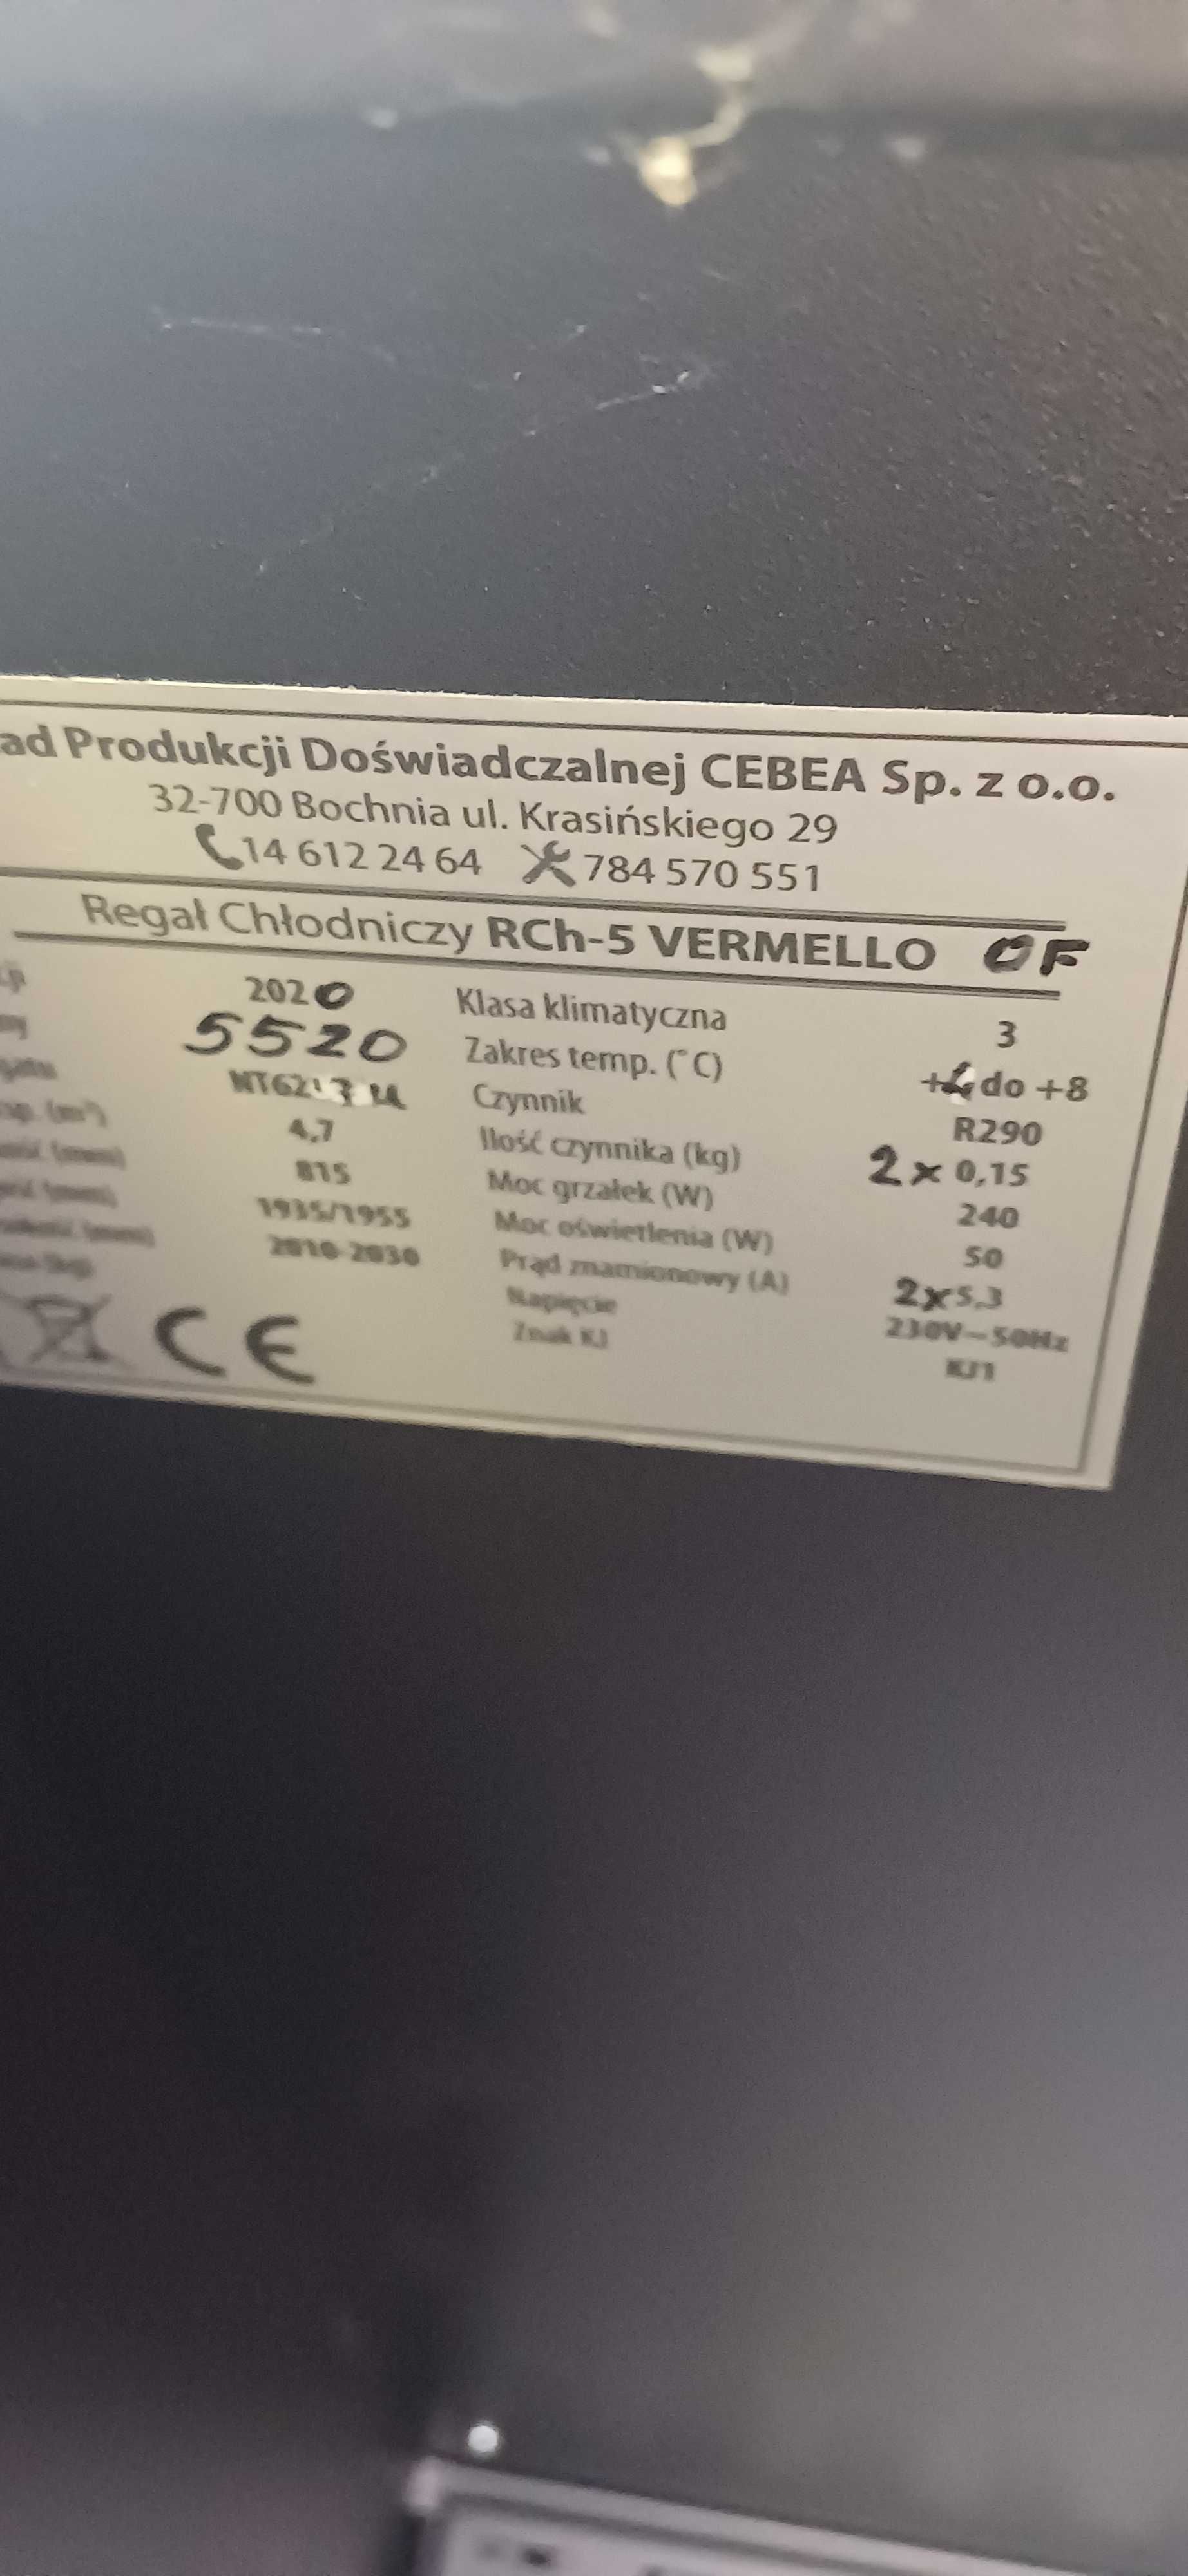 ad Produkcji Doświadczalnej CEBEA Sp. z o.o.
32-700 Bochnia ul. Krasińskiego 29
14 612 24 64 784 570 551
Regał Chłodniczy RCh-5 VERMELLO OF
2020 Klasa klimatyczna 3
5520 Zakres temp. (°C) do +8
Czynnik R290
4,7 Ilość czynnika (kg) 2 x 0,15
815 Moc grzałek (W) 240
1935/1955 Moc oświetlenia (W) 50
2010-2030 Prąd znamionowy (A) 2x5,3
Napięcie 230V~50Hz
Znak KJ KJ1
CE